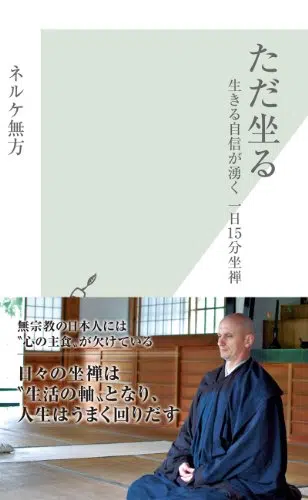 ただ坐る
生きる自信が湧く 一日15分坐禅
ネルケ無方
無宗教の日本人には
〝心の主食〟が欠けている
日々の坐禅は
〝生活の軸〟となり、
人生はうまく回りだす